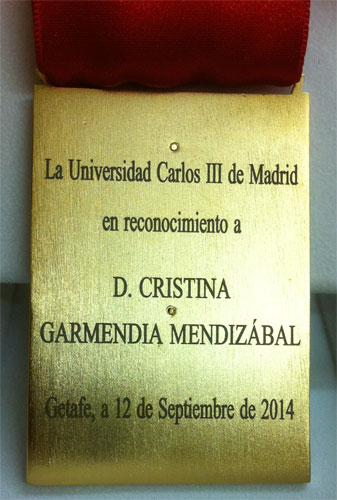 La Universidad Carlos III de Madrid
en reconocimiento a
D. CRISTINA
GARMENDIA MENDIZÁBAL
Getafe, a 12 de Septiembre de 2014